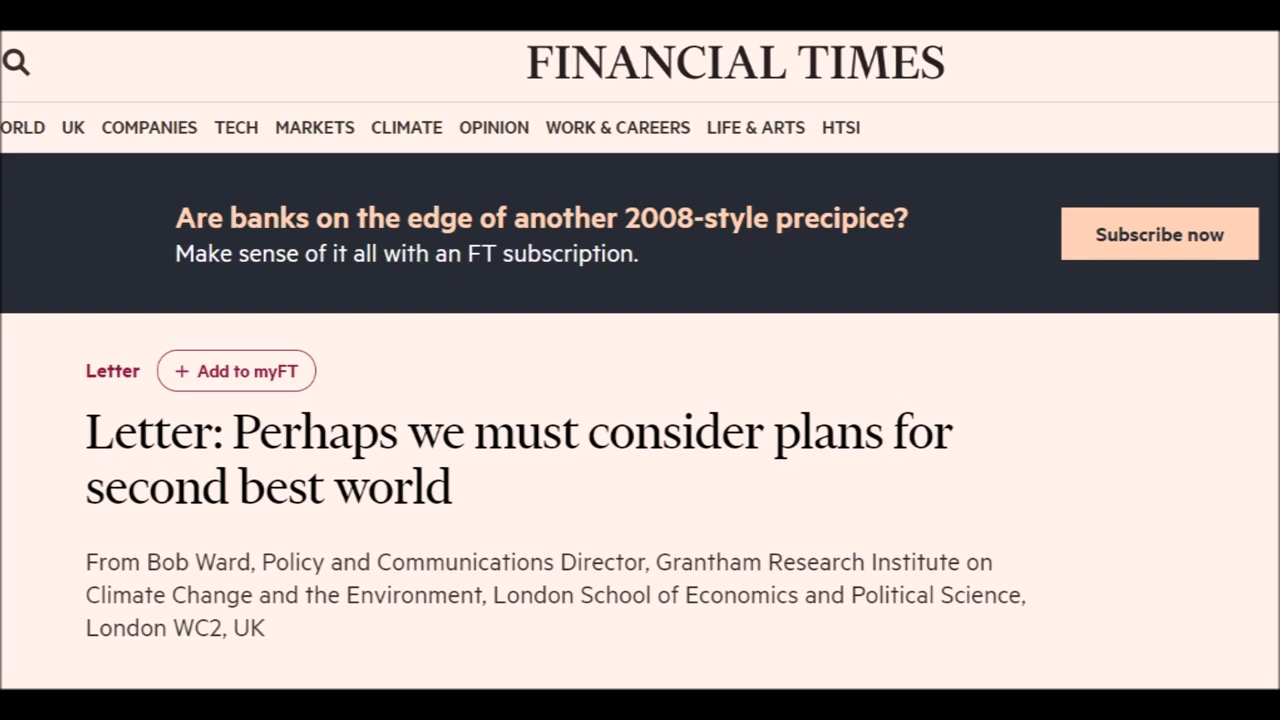 FINANCIAL TIMES
ORLD UK COMPANIES TECH MARKETS CLIMATE OPINION WORK & CAREERS LIFE & ARTS HTSI
Are banks on the edge of another 2008-style precipice?
Make sense of it all with an FT subscription.
Subscribe now
Letter + Add to myFT
Letter: Perhaps we must consider plans for
second best world
From Bob Ward, Policy and Communications Director, Grantham Research Institute on
Climate Change and the Environment, London School of Economics and Political Science,
London WC2, UK